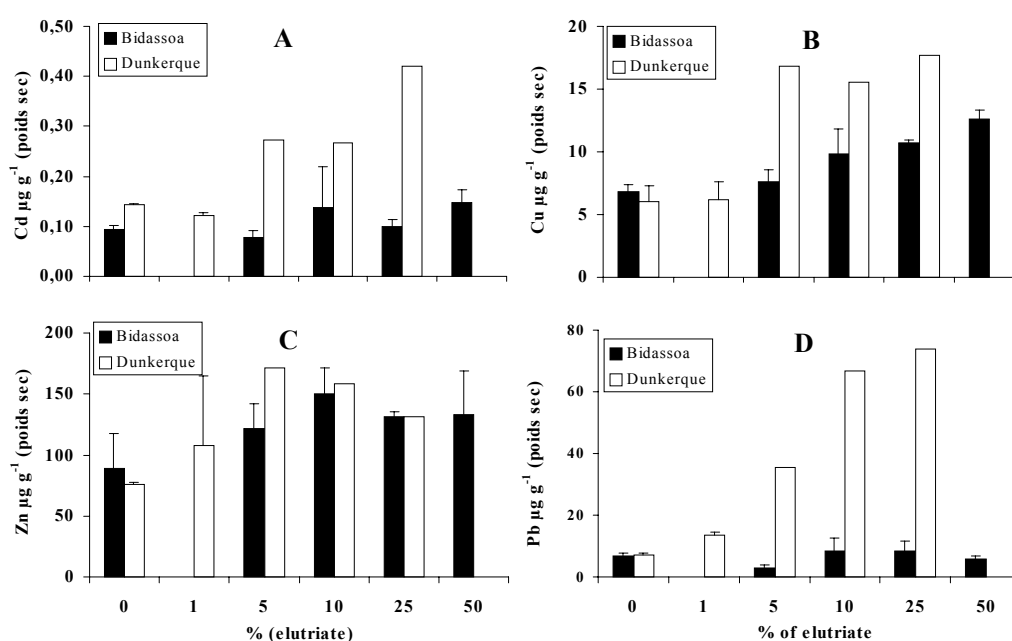 A
Bidassoa
Dunkerque
Cd µg g-1 (poids sec)
0,50
0,40
0,30
0,20
0,10
0,00
B
Bidassoa
Dunkerque
Cu µg g-1 (poids sec)
20
15
10
5
0
C
Bidassoa
Dunkerque
Zn µg g-1 (poids sec)
200
150
100
50
0
0 1 5 10 25 50
% (elutriate)
D
Bidassoa
Dunkerque
Pb µg g-1 (poids sec)
80
60
40
20
0
0 1 5 10 25 50
% of elutriate